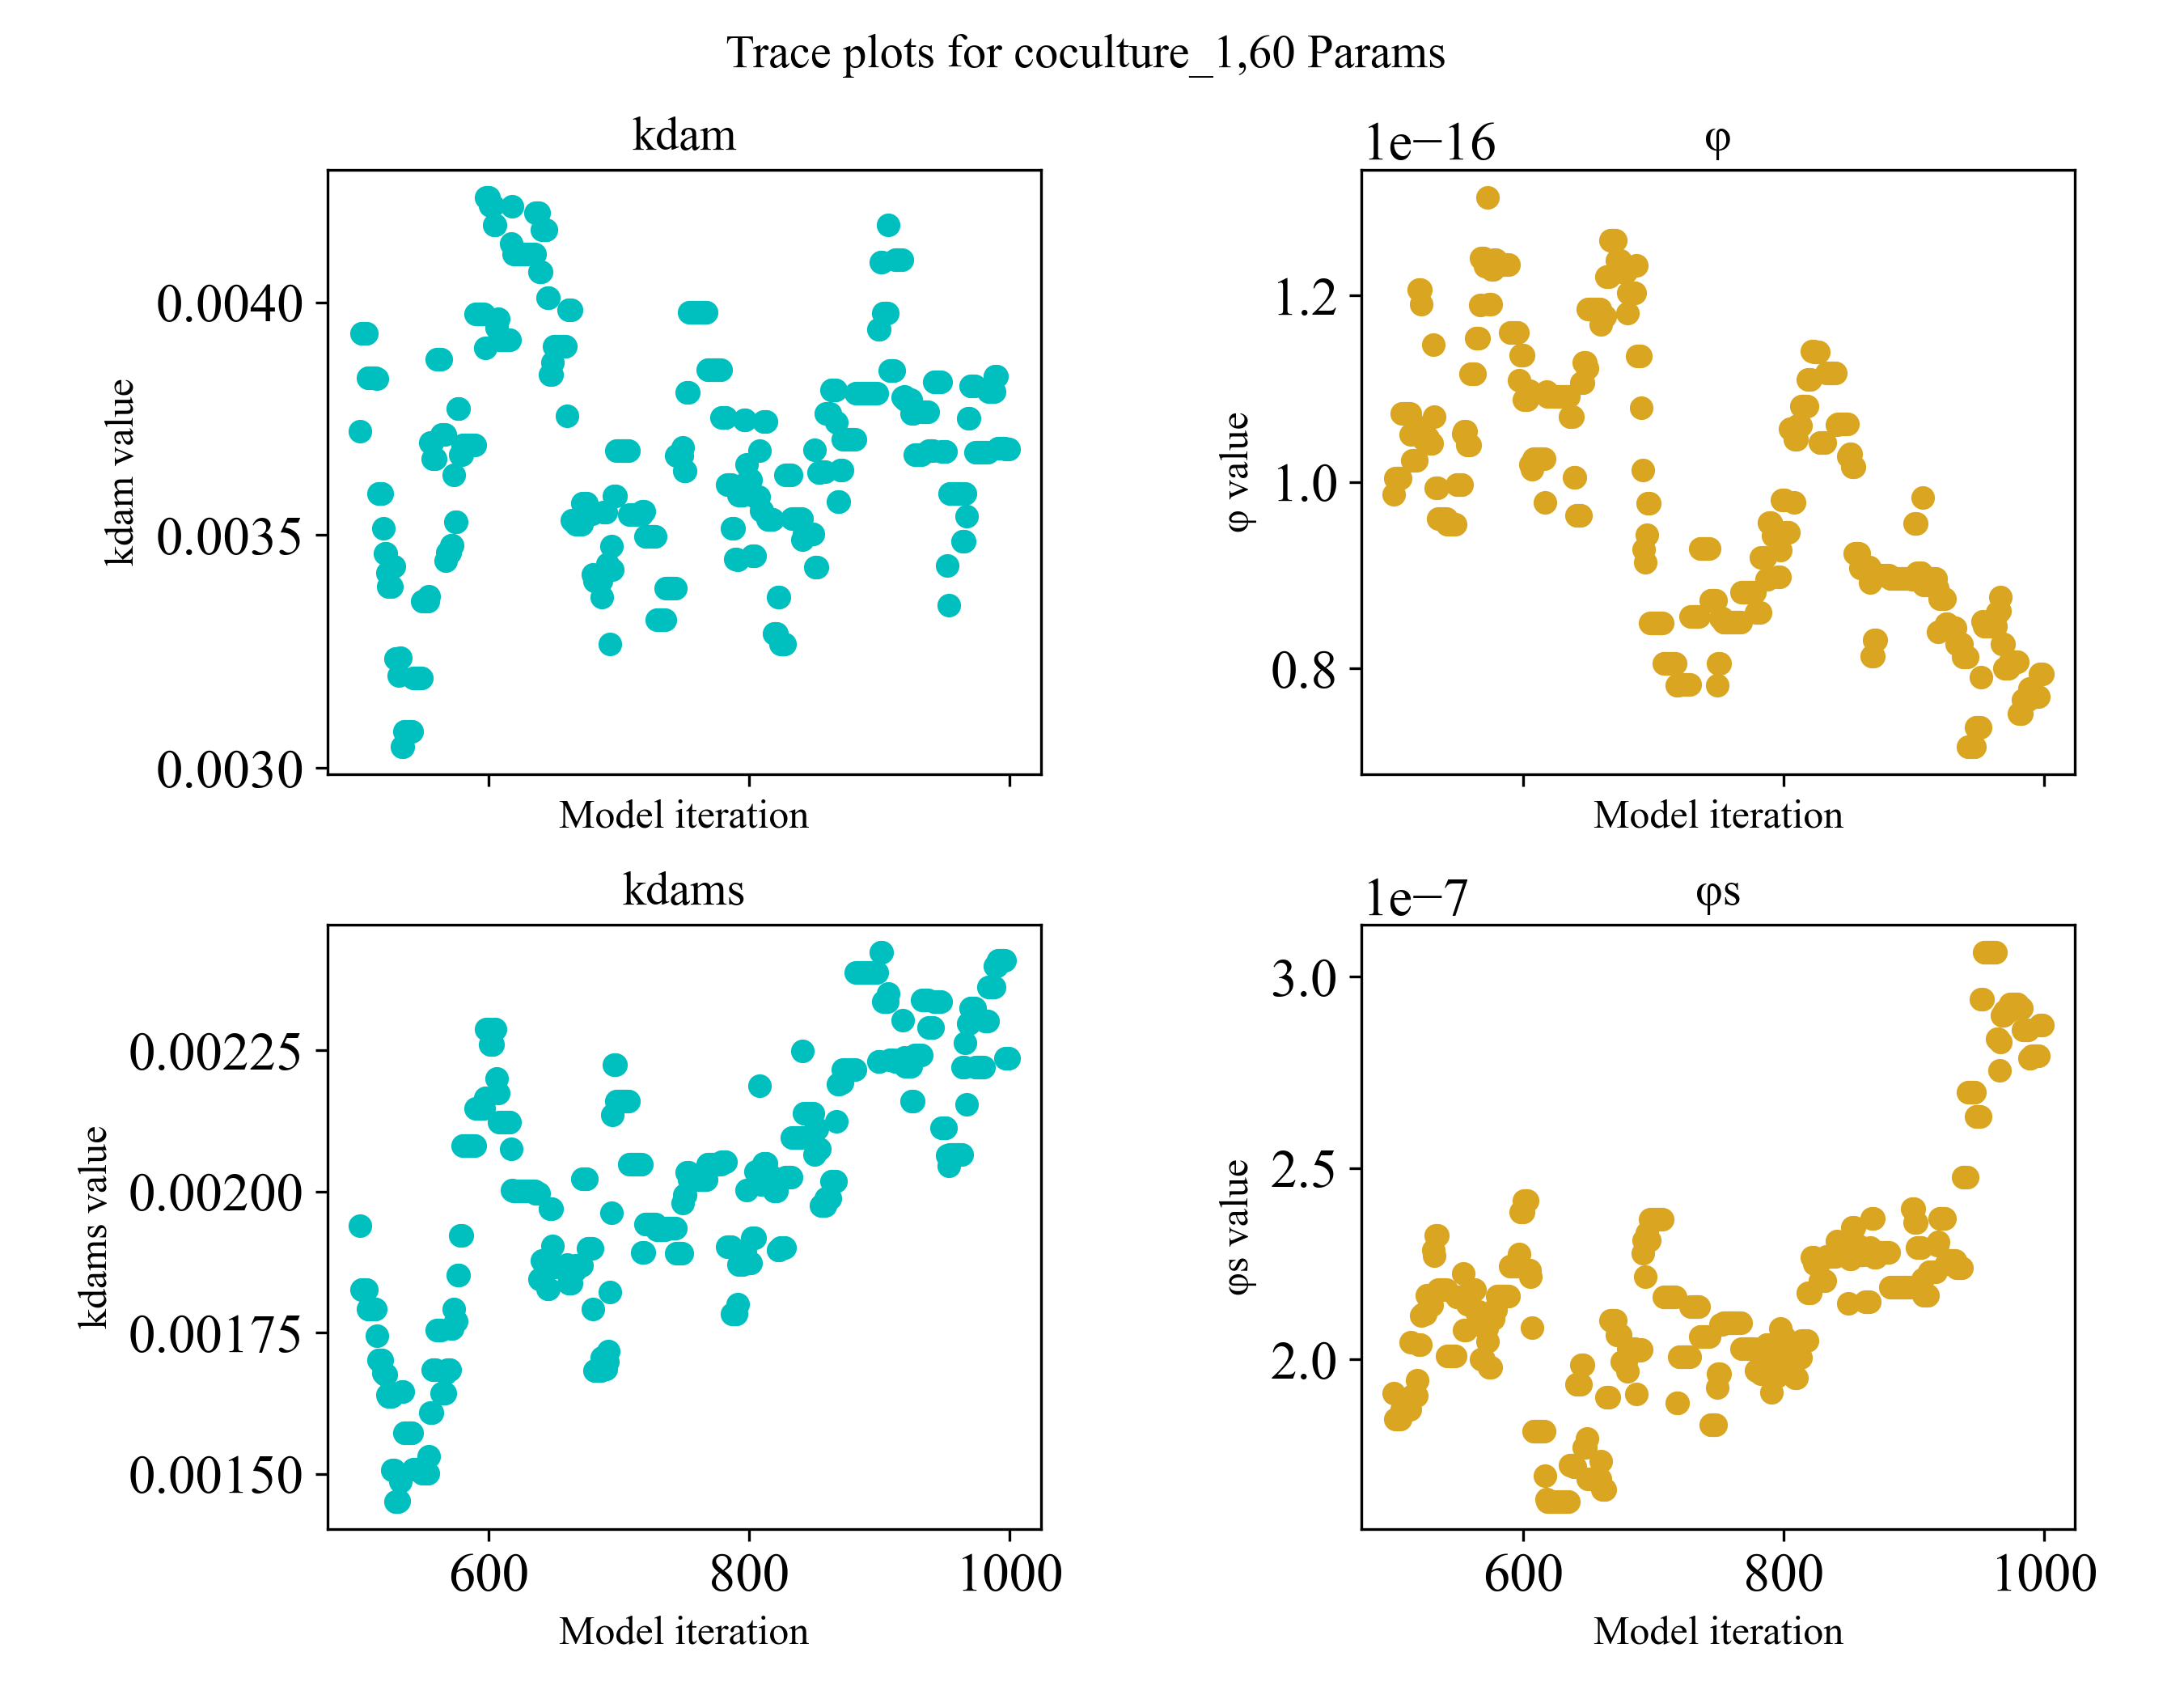 Trace plots for coculture_1,60 Params
kdam
0.0040
0.0035
0.0030
kdam value
Model iteration
1e−16
φ
1.2
1.0
0.8
φ value
Model iteration
kdams
0.00225
0.00200
0.00175
0.00150
kdams value
600 800 1000
Model iteration
1e−7
φs
3.0
2.5
2.0
φs value
600 800 1000
Model iteration